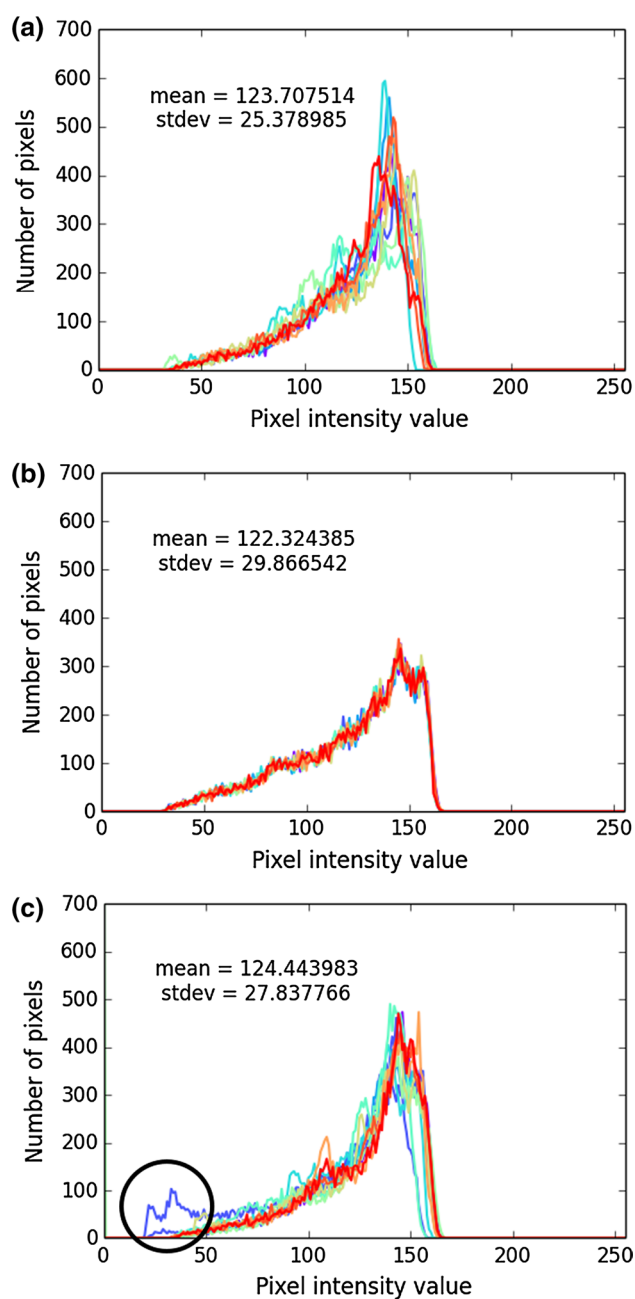 (a)
700
600
500
400
300
200
100
0
Number of pixels
mean = 123.707514
stdev = 25.378985
0 50 100 150 200 250
Pixel intensity value
(b)
700
600
500
400
300
200
100
0
Number of pixels
mean = 122.324385
stdev = 29.866542
50 100 150 200 250
Pixel intensity value
(c)
700
600
500
400
300
200
100
0
Number of pixels
mean = 124.443983
stdev = 27.837766
50 100 150 200 250
Pixel intensity value